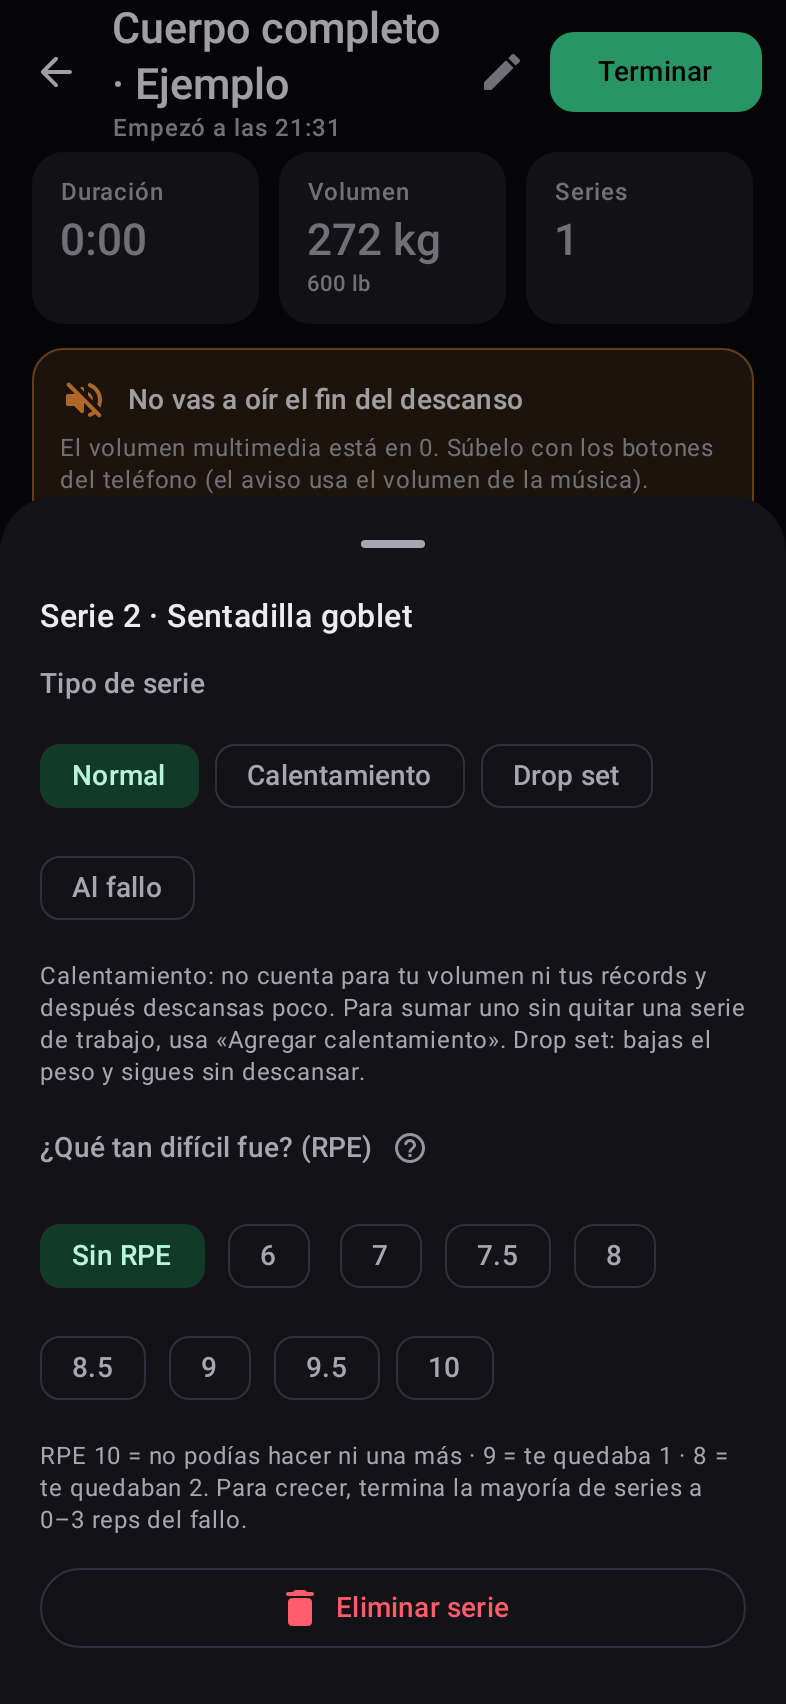 Cuerpo completo
· Ejemplo
Empezó a las 21:31
Terminar
Duración
0:00
Volumen
272 kg
600 lb
Series
1
No vas a oír el fin del descanso
El volumen multimedia está en 0. Súbelo con los botones
del teléfono (el aviso usa el volumen de la música).
Serie 2 · Sentadilla goblet
Tipo de serie
Normal
Calentamiento
Drop set
Al fallo
Calentamiento: no cuenta para tu volumen ni tus récords y
después descansas poco. Para sumar uno sin quitar una serie
de trabajo, usa «Agregar calentamiento». Drop set: bajas el
peso y sigues sin descansar.
¿Qué tan difícil fue? (RPE)
Sin RPE
6
7
7.5
8
8.5
9
9.5
10
RPE 10 = no podías hacer ni una más · 9 = te quedaba 1 · 8 =
te quedaban 2. Para crecer, termina la mayoría de series a
0–3 reps del fallo.
Eliminar serie